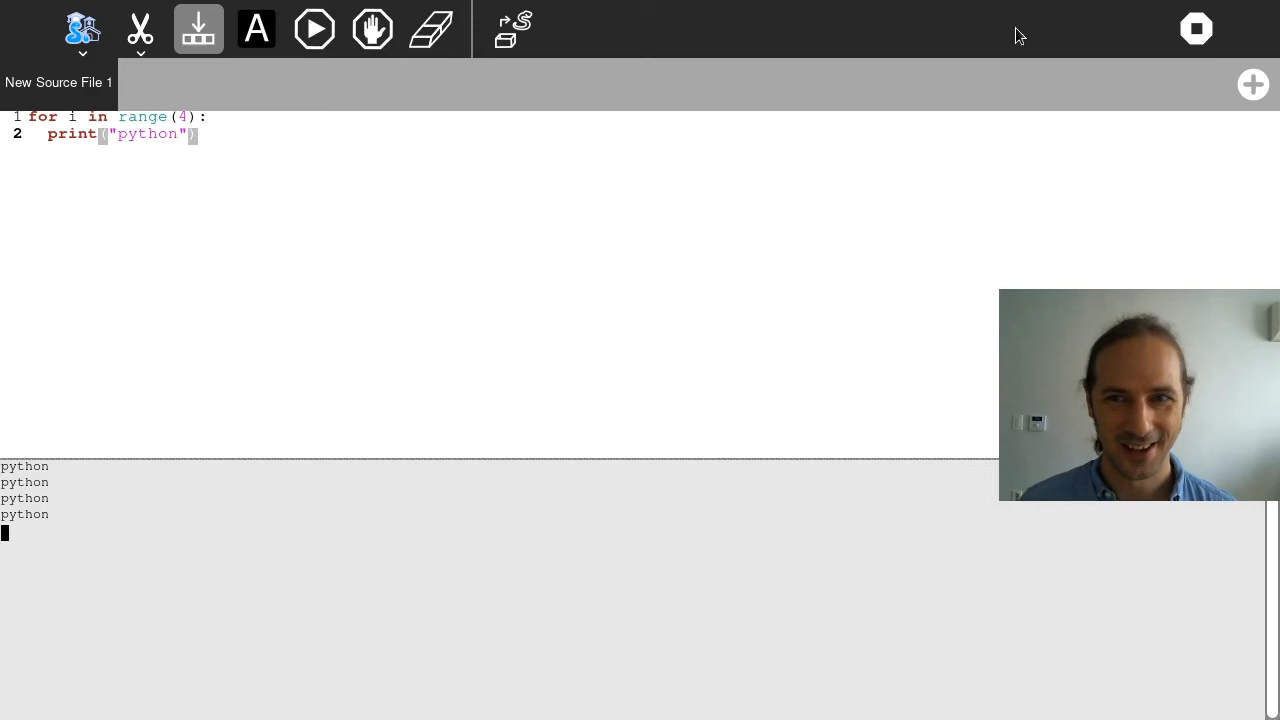 A
New Source File 1
1 for i in range(4):
2 print("python")
python
python
python
python